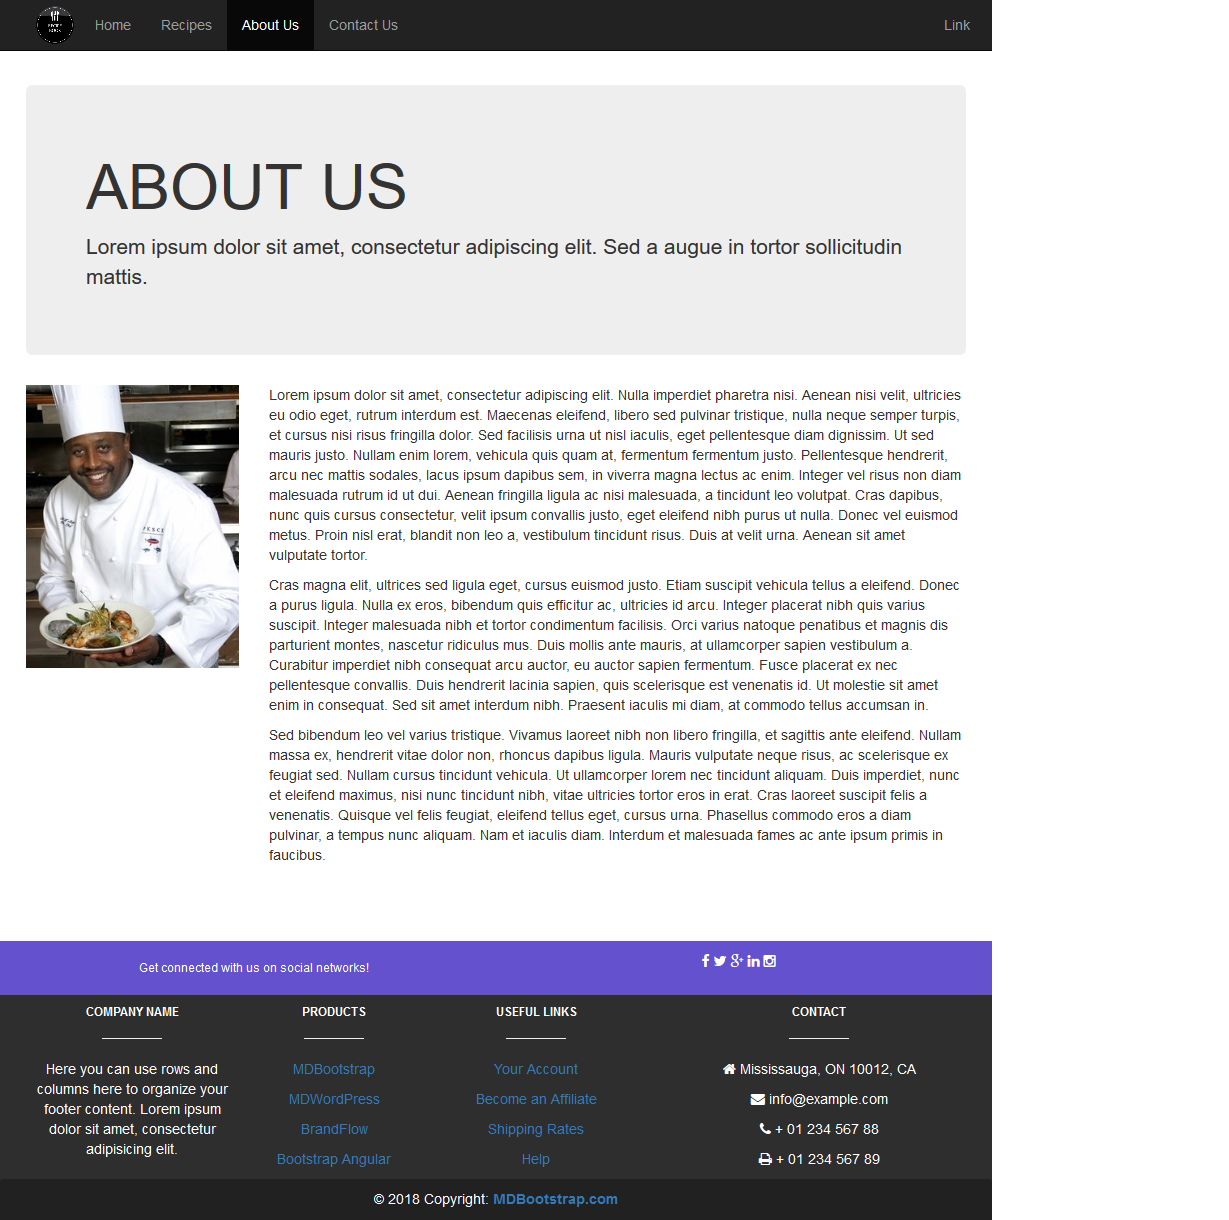 Home Recipes About Us Contact Us Link
ABOUT US
Lorem ipsum dolor sit amet, consectetur adipiscing elit. Sed a augue in tortor sollicitudin
mattis.
Lorem ipsum dolor sit amet, consectetur adipiscing elit. Nulla imperdiet pharetra nisi. Aenean nisi velit, ultricies
eu odio eget, rutrum interdum est. Maecenas eleifend, libero sed pulvinar tristique, nulla neque semper turpis,
et cursus nisi risus fringilla dolor. Sed facilisis urna ut nisl iaculis, eget pellentesque diam dignissim. Ut sed
mauris justo. Nullam enim lorem, vehicula quis quam at, fermentum fermentum justo. Pellentesque hendrerit,
arcu nec mattis sodales, lacus ipsum dapibus sem, in viverra magna lectus ac enim. Integer vel risus non diam
malesuada rutrum id ut dui. Aenean fringilla ligula ac nisi malesuada, a tincidunt leo volutpat. Cras dapibus,
nunc quis cursus consectetur, velit ipsum convallis justo, eget eleifend nibh purus ut nulla. Donec vel euismod
metus. Proin nisl erat, blandit non leo a, vestibulum tincidunt risus. Duis at velit urna. Aenean sit amet
vulputate tortor.
Cras magna elit, ultrices sed ligula eget, cursus euismod justo. Etiam suscipit vehicula tellus a eleifend. Donec
a purus ligula. Nulla ex eros, bibendum quis efficitur ac, ultricies id arcu. Integer placerat nibh quis varius
suscipit. Integer malesuada nibh et tortor condimentum facilisis. Orci varius natoque penatibus et magnis dis
parturient montes, nascetur ridiculus mus. Duis mollis ante mauris, at ullamcorper sapien vestibulum a.
Curabitur imperdiet nibh consequat arcu auctor, eu auctor sapien fermentum. Fusce placerat ex nec
pellentesque convallis. Duis hendrerit lacinia sapien, quis scelerisque est venenatis id. Ut molestie sit amet
enim in consequat. Sed sit amet interdum nibh. Praesent iaculis mi diam, at commodo tellus accumsan in.
Sed bibendum leo vel varius tristique. Vivamus laoreet nibh non libero fringilla, et sagittis ante eleifend. Nullam
massa ex, hendrerit vitae dolor non, rhoncus dapibus ligula. Mauris vulputate neque risus, ac scelerisque ex
feugiat sed. Nullam cursus tincidunt vehicula. Ut ullamcorper lorem nec tincidunt aliquam. Duis imperdiet, nunc
et eleifend maximus, nisi nunc tincidunt nibh, vitae ultricies tortor eros in erat. Cras laoreet suscipit felis a
venenatis. Quisque vel felis feugiat, eleifend tellus eget, cursus urna. Phasellus commodo eros a diam
pulvinar, a tempus nunc aliquam. Nam et iaculis diam. Interdum et malesuada fames ac ante ipsum primis in
faucibus.
Get connected with us on social networks!
COMPANY NAME
Here you can use rows and
columns here to organize your
footer content. Lorem ipsum
dolor sit amet, consectetur
adipisicing elit.
PRODUCTS
MDBootstrap
MDWordPress
BrandFlow
Bootstrap Angular
USEFUL LINKS
Your Account
Become an Affiliate
Shipping Rates
Help
CONTACT
Mississauga, ON 10012, CA
info@example.com
+ 01 234 567 88
+ 01 234 567 89
© 2018 Copyright: MDBootstrap.com